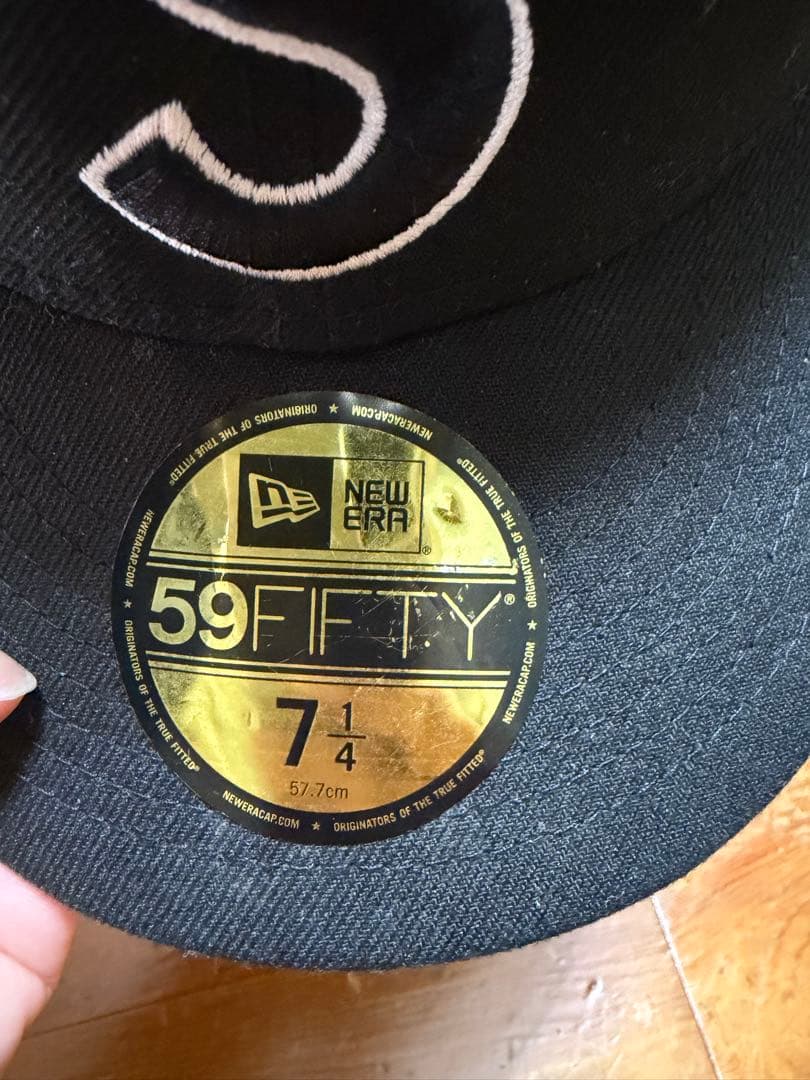 S
NEW
ERA
®
59FIFTY®
7 1/4
57.7cm
NEWERACAP.COM ★ ORIGINATORS OF THE TRUE FITTED®
NEWERACAP.COM ★ ORIGINATORS OF THE TRUE FITTED®
NEWERACAP.COM ★ ORIGINATORS OF THE TRUE FITTED®
NEWERACAP.COM ★ ORIGINATORS OF THE TRUE FITTED®